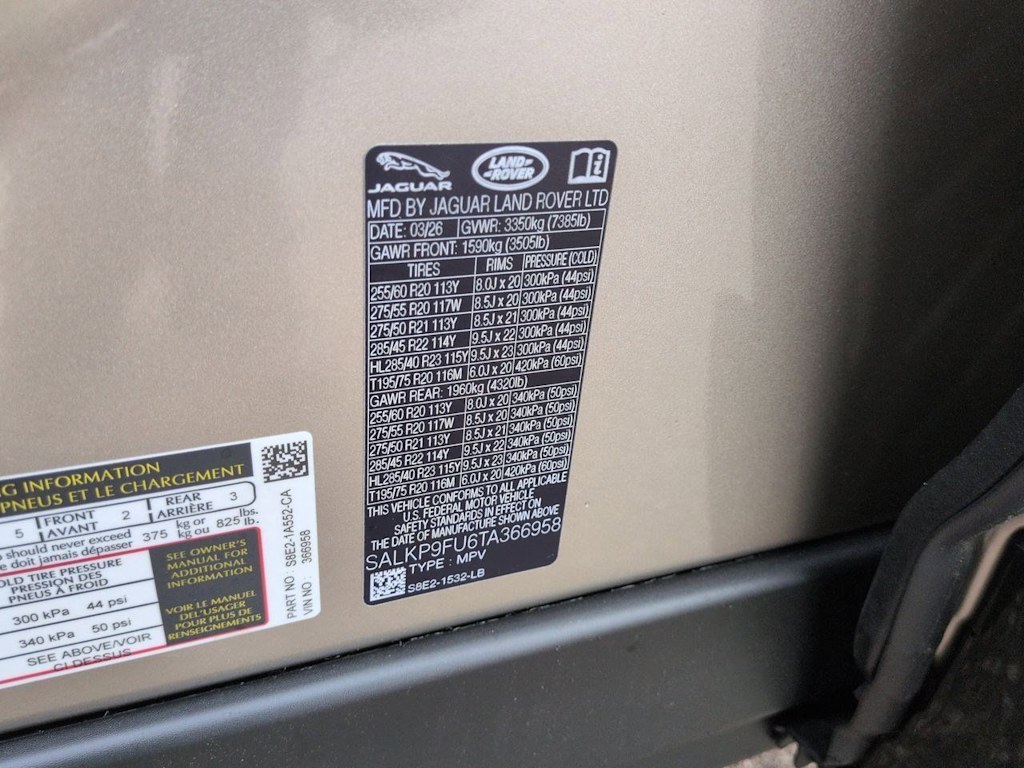 JAGUAR
LAND ROVER
MFD BY JAGUAR LAND ROVER LTD
DATE: 03/26 GVWR: 3350kg (7385lb)
GAWR FRONT: 1590kg (3505lb)
TIRES RIMS PRESSURE (COLD)
255/60 R20 113Y 8.0J x 20 300kPa (44psi)
275/55 R20 117W 8.5J x 20 300kPa (44psi)
275/50 R21 113Y 8.5J x 21 300kPa (44psi)
285/45 R22 114Y 9.5J x 22 300kPa (44psi)
HL285/40 R23 115Y 9.5J x 23 300kPa (44psi)
T195/75 R20 116M 6.0J x 20 420kPa (60psi)
GAWR REAR: 1960kg (4320lb)
255/60 R20 113Y 8.0J x 20 340kPa (50psi)
275/55 R20 117W 8.5J x 20 340kPa (50psi)
275/50 R21 113Y 8.5J x 21 340kPa (50psi)
285/45 R22 114Y 9.5J x 22 340kPa (50psi)
HL285/40 R23 115Y 9.5J x 23 340kPa (50psi)
T195/75 R20 116M 6.0J x 20 420kPa (60psi)
THIS VEHICLE CONFORMS TO ALL APPLICABLE
U.S. FEDERAL MOTOR VEHICLE
SAFETY STANDARDS IN EFFECT ON
THE DATE OF MANUFACTURE SHOWN ABOVE
SALKP9FU6TA366958
TYPE : MPV
S8E2-1532-LB
NG INFORMATION
PNEUS ET LE CHARGEMENT
5 FRONT AVANT 2 REAR ARRIÈRE 3
should never exceed
e doit jamais dépasser 375 kg or kg ou 825 lbs. lb.
OLD TIRE PRESSURE
PRESSION DES
PNEUS À FROID
300 kPa 44 psi
340 kPa 50 psi
SEE ABOVE/VOIR
CI-DESSUS
SEE OWNER'S
MANUAL FOR
ADDITIONAL
INFORMATION
VOIR LE MANUEL
DE L'USAGER
POUR PLUS DE
RENSEIGNEMENTS
PART NO : S8E2-1A552-CA
VIN NO : 366958